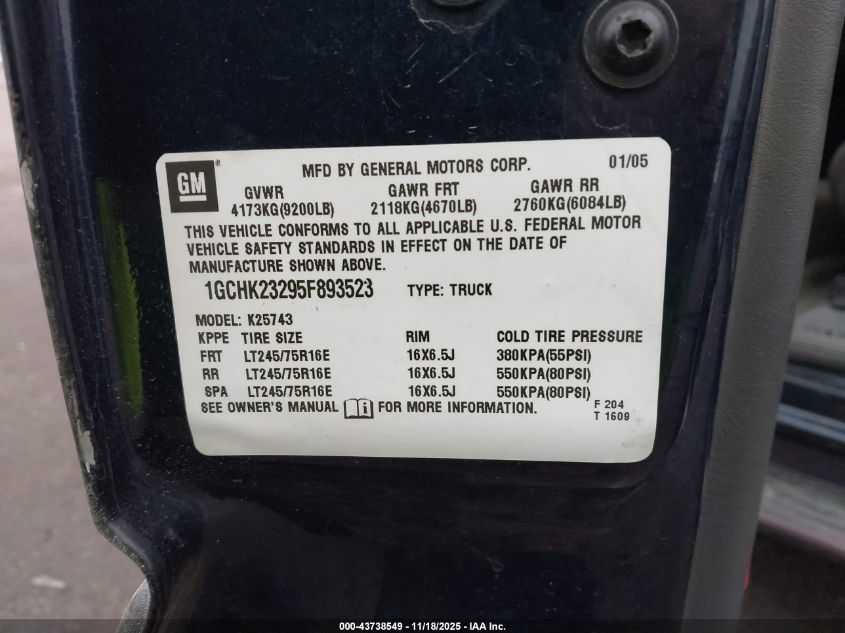 GM ® MFD BY GENERAL MOTORS CORP. 01/05
GVWR GAWR FRT GAWR RR
4173KG(9200LB) 2118KG(4670LB) 2760KG(6084LB)
THIS VEHICLE CONFORMS TO ALL APPLICABLE U.S. FEDERAL MOTOR
VEHICLE SAFETY STANDARDS IN EFFECT ON THE DATE OF
MANUFACTURE SHOWN ABOVE.
1GCHK23295F893523 TYPE: TRUCK
MODEL: K25743
KPPE TIRE SIZE RIM COLD TIRE PRESSURE
FRT LT245/75R16E 16X6.5J 380KPA(55PSI)
RR LT245/75R16E 16X6.5J 550KPA(80PSI)
SPA LT245/75R16E 16X6.5J 550KPA(80PSI)
SEE OWNER'S MANUAL i FOR MORE INFORMATION. F 204
T 1609
000-43738549 — 11/18/2025 — IAA Inc.